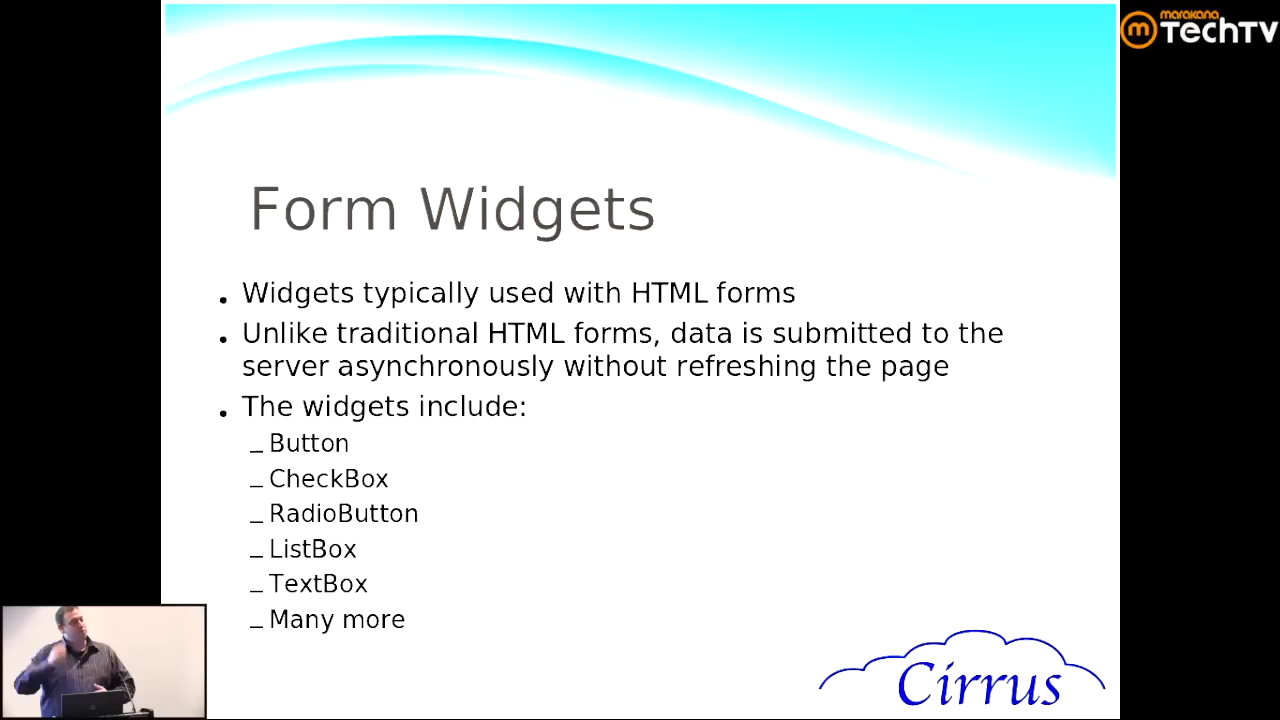 marakana
TechTV
Form Widgets
. Widgets typically used with HTML forms
. Unlike traditional HTML forms, data is submitted to the
server asynchronously without refreshing the page
. The widgets include:
_ Button
_ CheckBox
_ RadioButton
_ ListBox
_ TextBox
_ Many more
Cirrus